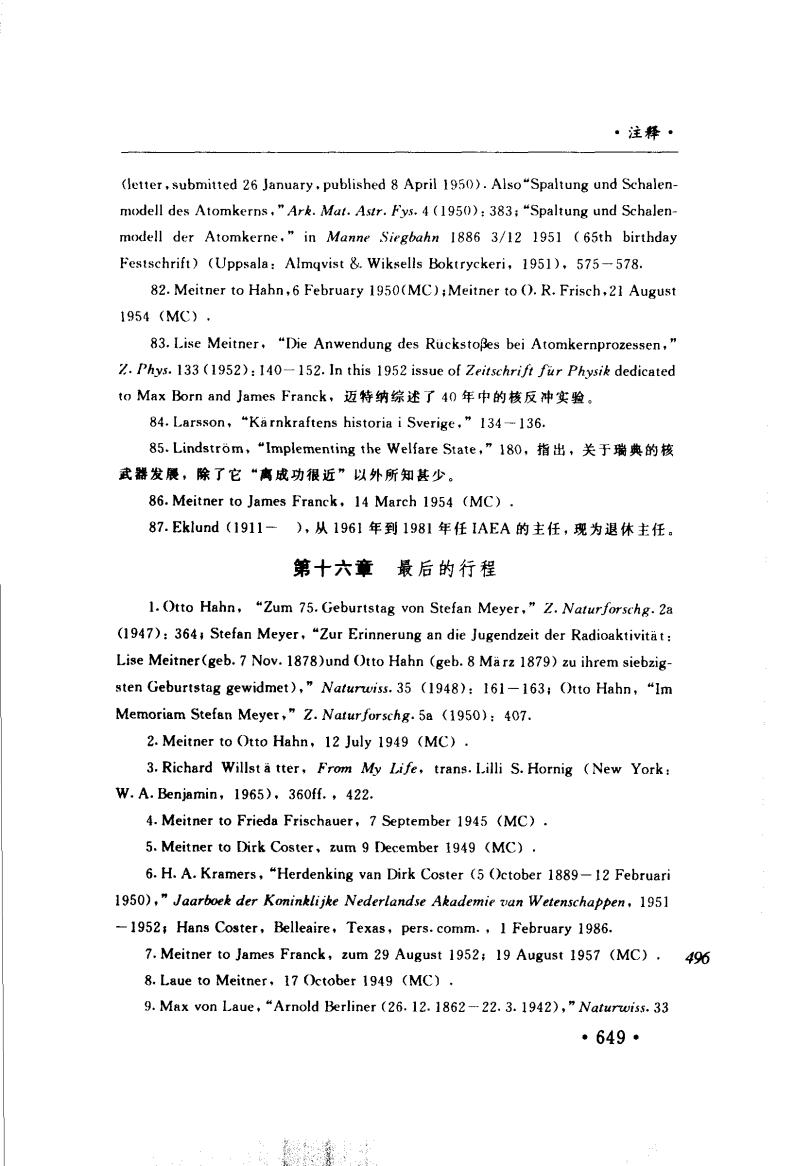 ·注释·
(letter,submitted 26 January,published 8 April 1950). Also"Spaltung und Schalen-
modell des Atomkerns,"Ark. Mat. Astr. Fys. 4 (1950): 383; "Spaltung und Schalen-
modell der Atomkerne," in Manne Siegbahn 1886 3/12 1951 ( 65th birthday
Festschrift) (Uppsala: Almqvist & Wiksells Boktryckeri, 1951), 575-578.
82. Meitner to Hahn,6 February 1950(MC);Meitner to O. R. Frisch,21 August
1954 (MC) .
83. Lise Meitner, "Die Anwendung des Rückstoβes bei Atomkernprozessen,"
Z. Phys. 133 (1952): 140-152. In this 1952 issue of Zeitschrift für Physik dedicated
to Max Born and James Franck, 迈特纳综述了 40 年中的核反冲实验。
84. Larsson, "Kärnkraftens historia i Sverige," 134-136.
85. Lindström, "Implementing the Welfare State," 180, 指出,关于瑞典的核
武器发展,除了它"离成功很近"以外所知甚少。
86. Meitner to James Franck, 14 March 1954 (MC) .
87. Eklund (1911- ),从 1961 年到 1981 年任 IAEA 的主任,现为退休主任。
第十六章 最后的行程
1. Otto Hahn, "Zum 75. Geburtstag von Stefan Meyer," Z. Naturforschg. 2a
(1947): 364; Stefan Meyer, "Zur Erinnerung an die Jugendzeit der Radioaktivität:
Lise Meitner(geb. 7 Nov. 1878)und Otto Hahn (geb. 8 März 1879) zu ihrem siebzig-
sten Geburtstag gewidmet)," Naturwiss. 35 (1948): 161-163; Otto Hahn, "Im
Memoriam Stefan Meyer," Z. Naturforschg. 5a (1950): 407.
2. Meitner to Otto Hahn, 12 July 1949 (MC) .
3. Richard Willstätter, From My Life, trans. Lilli S. Hornig (New York:
W. A. Benjamin, 1965), 360ff. , 422.
4. Meitner to Frieda Frischauer, 7 September 1945 (MC) .
5. Meitner to Dirk Coster, zum 9 December 1949 (MC) .
6. H. A. Kramers, "Herdenking van Dirk Coster (5 October 1889-12 Februari
1950)," Jaarboek der Koninklijke Nederlandse Akademie van Wetenschappen, 1951
-1952; Hans Coster, Belleaire, Texas, pers. comm. , 1 February 1986.
7. Meitner to James Franck, zum 29 August 1952; 19 August 1957 (MC) . 496
8. Laue to Meitner, 17 October 1949 (MC) .
9. Max von Laue, "Arnold Berliner (26. 12. 1862-22. 3. 1942)," Naturwiss. 33
·649·